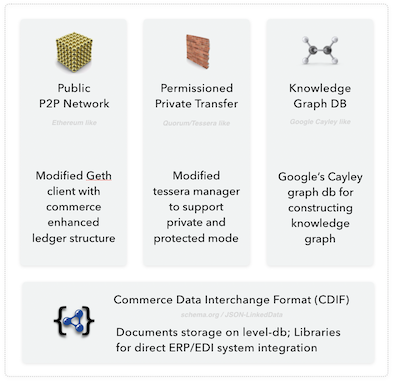 Public
P2P Network
Ethereum like
Modified Geth
client with
commerce
enhanced
ledger structure
Permissioned
Private Transfer
Quorum/Tessera like
Modified
tessera manager
to support
private and
protected mode
Knowledge
Graph DB
Google Cayley like
Google's Cayley
graph db for
constructing
knowledge
graph
Commerce Data Interchange Format (CDIF)
schema.org / JSON-LinkedData
Documents storage on level-db; Libraries
for direct ERP/EDI system integration